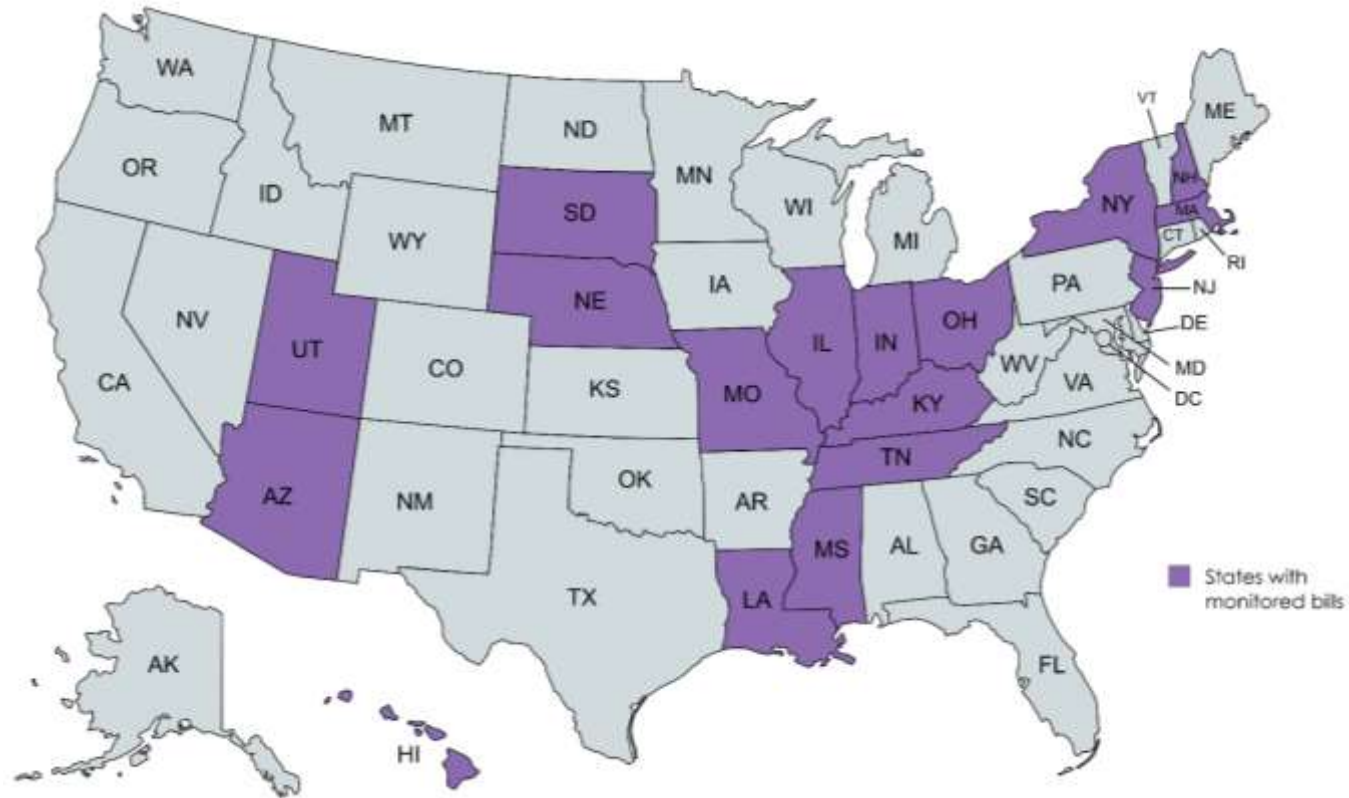 WA
MT
ND
MN
VT
ME
OR
ID
SD
WI
NH
NY
MA
WY
MI
CT
RI
IA
NE
PA
NJ
NV
UT
IL
IN
OH
DE
CA
CO
KS
MO
WV
VA
MD
DC
KY
NC
TN
AZ
NM
OK
AR
SC
MS
AL
GA
TX
LA
States with
monitored bills
AK
FL
HI